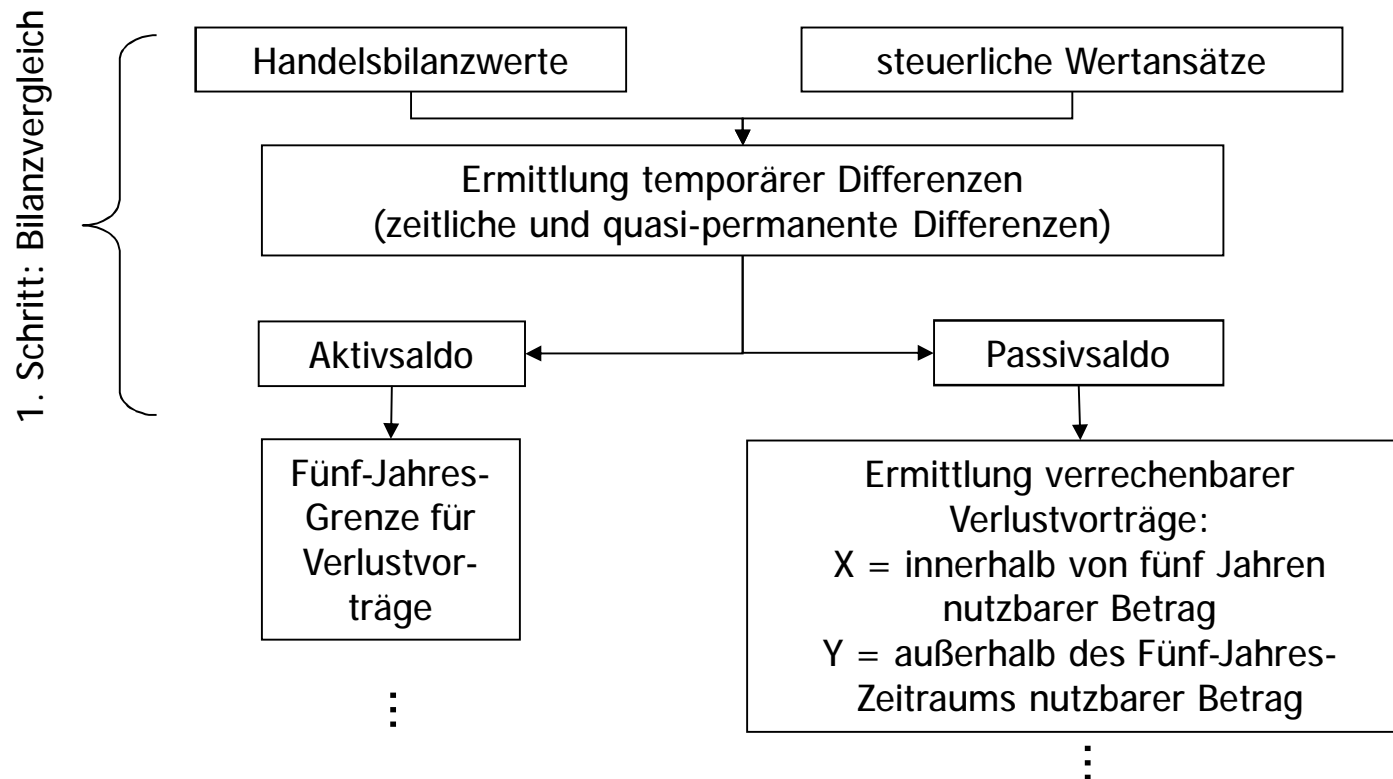 1. Schritt: Bilanzvergleich
Handelsbilanzwerte
steuerliche Wertansätze
Ermittlung temporärer Differenzen
(zeitliche und quasi-permanente Differenzen)
Aktivsaldo
Passivsaldo
Fünf-Jahres-
Grenze für
Verlustvor-
träge
Ermittlung verrechenbarer
Verlustvorträge:
X = innerhalb von fünf Jahren
nutzbarer Betrag
Y = außerhalb des Fünf-Jahres-
Zeitraums nutzbarer Betrag
⋮
⋮